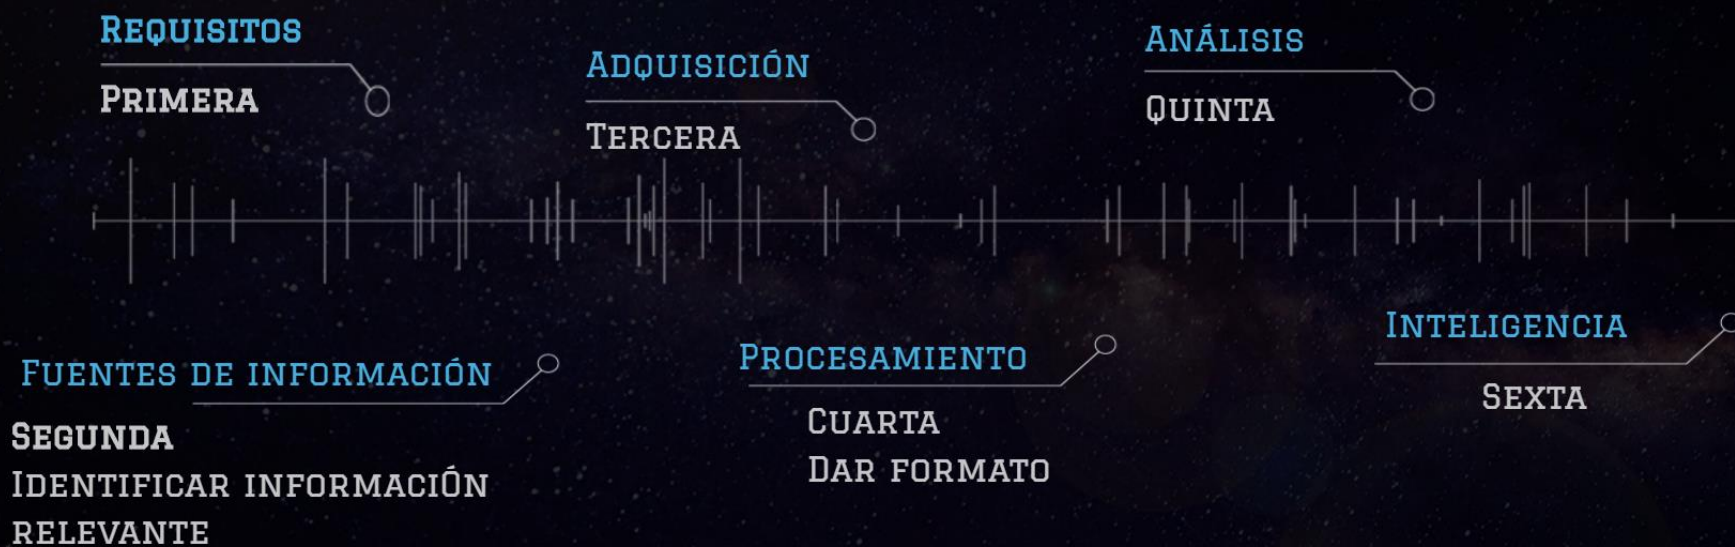 Requisitos
Primera
Fuentes de información
Segunda
Identificar información
relevante
Adquisición
Tercera
Procesamiento
Cuarta
Dar formato
Análisis
Quinta
Inteligencia
Sexta